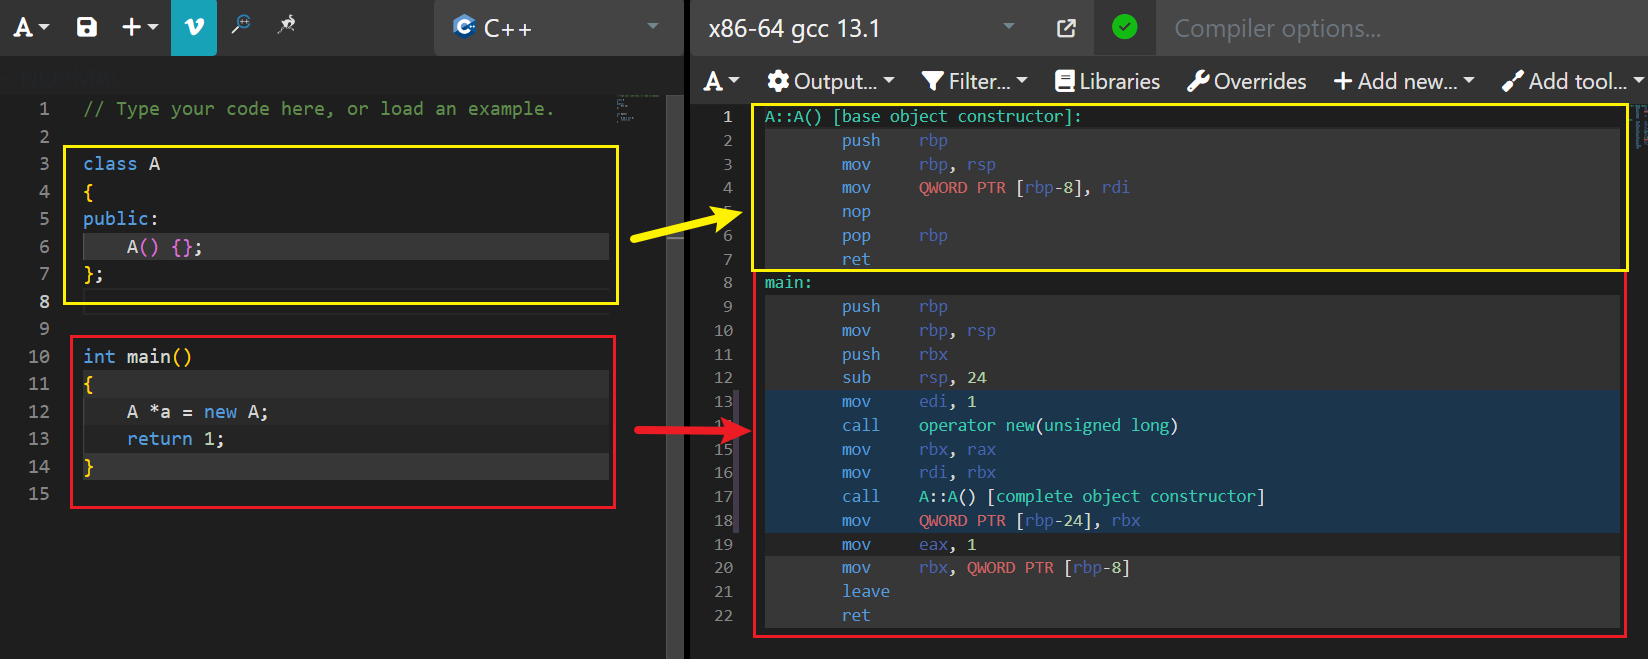 A
C++
x86-64 gcc 13.1
Compiler options...
A
Output...
Filter...
Libraries
Overrides
Add new...
Add tool...
1 // Type your code here, or load an example.
2
3 class A
4 {
5 public:
6 A() {};
7 };
8
9
10 int main()
11 {
12 A *a = new A;
13 return 1;
14 }
15
1 A::A() [base object constructor]:
2 push rbp
3 mov rbp, rsp
4 mov QWORD PTR [rbp-8], rdi
nop
6 pop rbp
7 ret
8 main:
9 push rbp
10 mov rbp, rsp
11 push rbx
12 sub rsp, 24
13 mov edi, 1
call operator new(unsigned long)
15 mov rbx, rax
16 mov rdi, rbx
17 call A::A() [complete object constructor]
18 mov QWORD PTR [rbp-24], rbx
19 mov eax, 1
20 mov rbx, QWORD PTR [rbp-8]
21 leave
22 ret